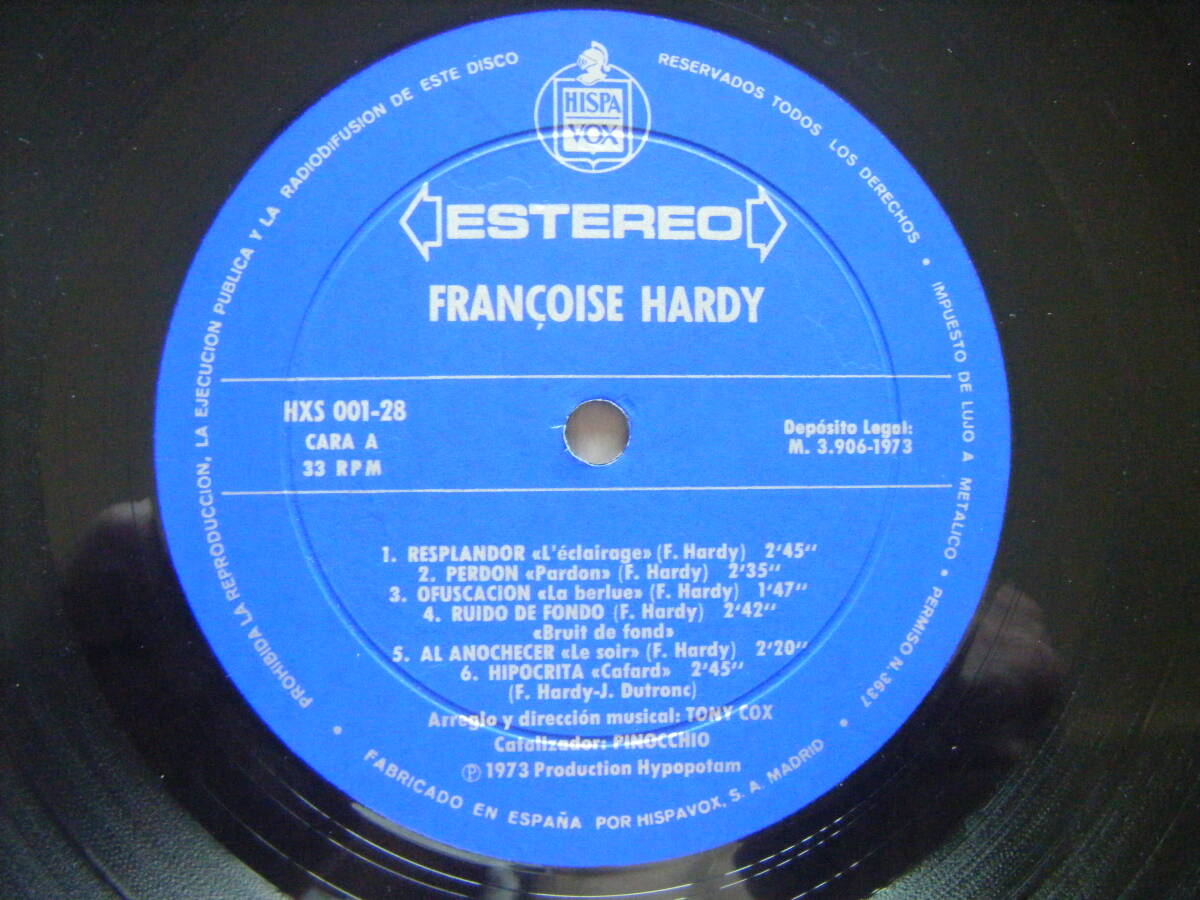 HISPA
VOX
ESTEREO
FRANÇOISE HARDY
HXS 001-28
CARA A
33 RPM
Depósito Legal:
M. 3.906-1973
1. RESPLANDOR «L'éclairage» (F. Hardy) 2'45"
2. PERDON «Pardon» (F. Hardy) 2'35"
3. OFUSCACION «La berlue» (F. Hardy) 1'47"
4. RUIDO DE FONDO (F. Hardy) 2'42"
«Bruit de fond»
5. AL ANOCHECER «Le soir» (F. Hardy) 2'20"
6. HIPOCRITA «Cafard» 2'45"
(F. Hardy-J. Dutronc)
Arreglo y dirección musical: TONY COX
Catalizador: PINOCCHIO
℗ 1973 Production Hypopotam
PROHIBIDA LA REPRODUCCION, LA EJECUCION PUBLICA Y LA RADIODIFUSION DE ESTE DISCO
RESERVADOS TODOS LOS DERECHOS • IMPUESTO DE LUJO A METALICO • PERMISO N. 3637 •
• FABRICADO EN ESPAÑA POR HISPAVOX, S. A. MADRID